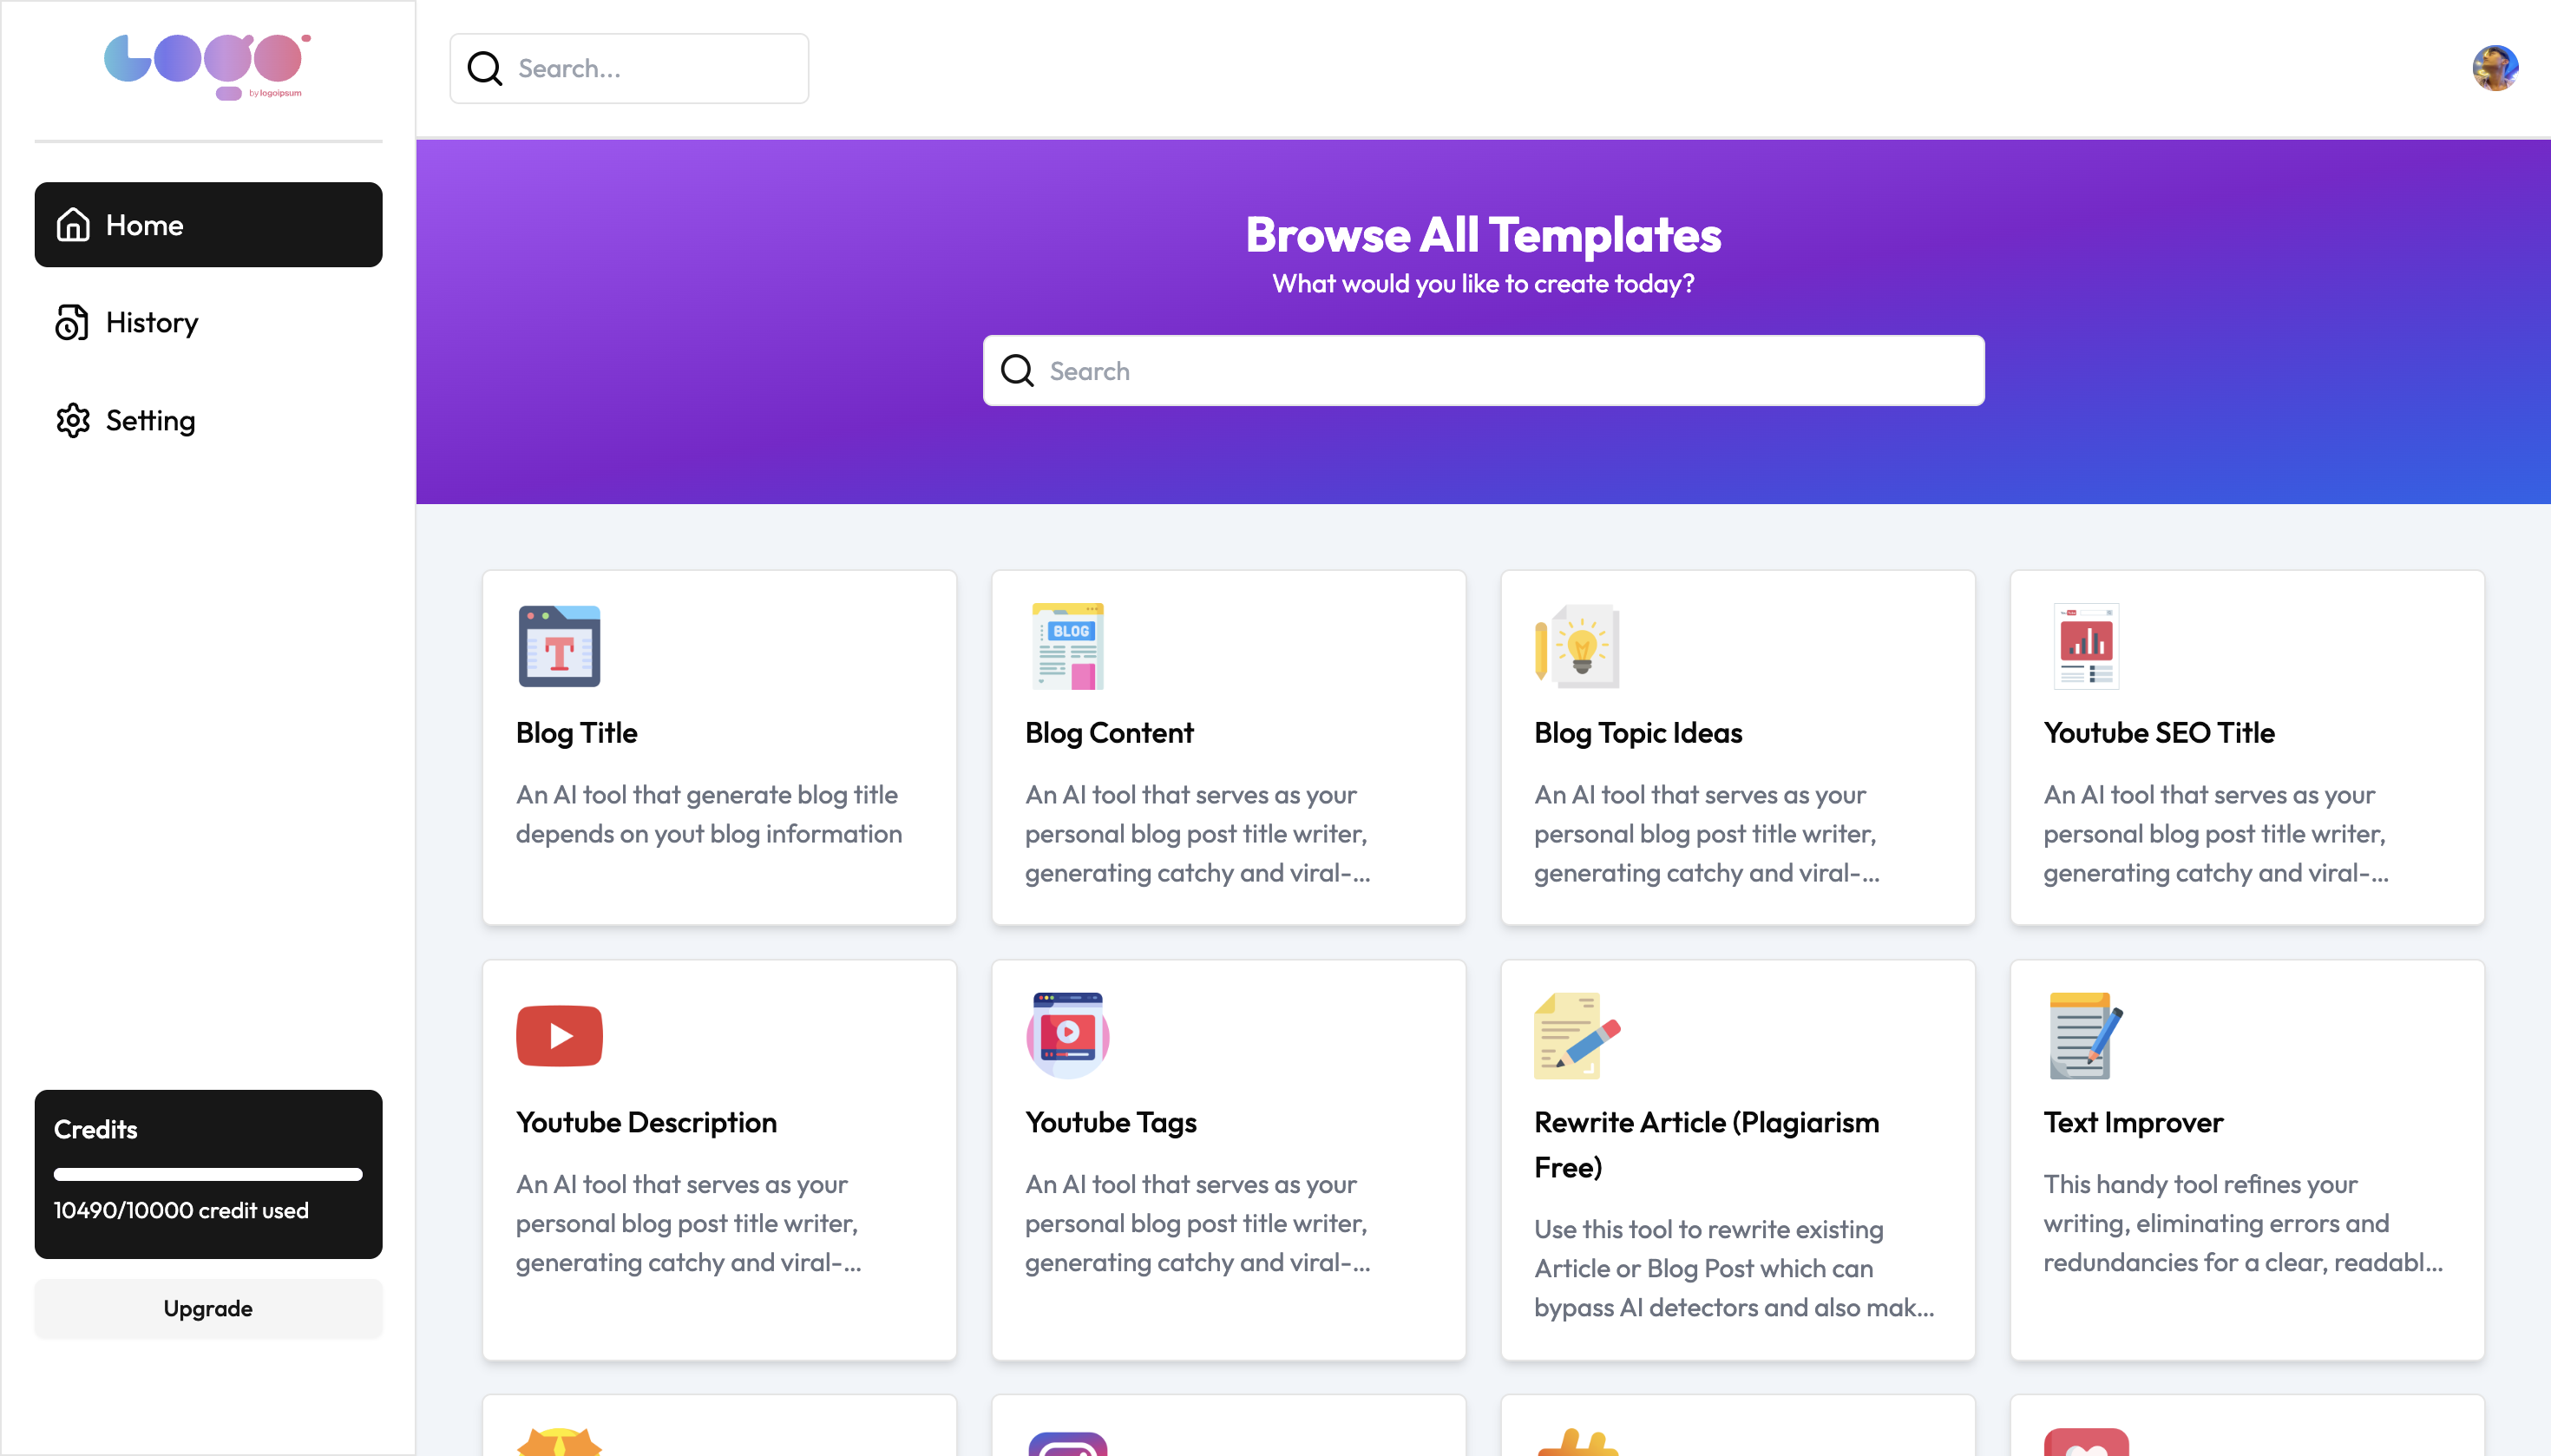 Logo
by logoipsum
Search...
Home
History
Setting
Browse All Templates
What would you like to create today?
Search
BLOG
Blog Title
An AI tool that generate blog title
depends on yout blog information
Blog Content
An AI tool that serves as your
personal blog post title writer,
generating catchy and viral-...
Blog Topic Ideas
An AI tool that serves as your
personal blog post title writer,
generating catchy and viral-...
Youtube SEO Title
An AI tool that serves as your
personal blog post title writer,
generating catchy and viral-...
Youtube Description
An AI tool that serves as your
personal blog post title writer,
generating catchy and viral-...
Youtube Tags
An AI tool that serves as your
personal blog post title writer,
generating catchy and viral-...
Rewrite Article (Plagiarism
Free)
Use this tool to rewrite existing
Article or Blog Post which can
bypass AI detectors and also mak...
Text Improver
This handy tool refines your
writing, eliminating errors and
redundancies for a clear, readabl...
Credits
10490/10000 credit used
Upgrade